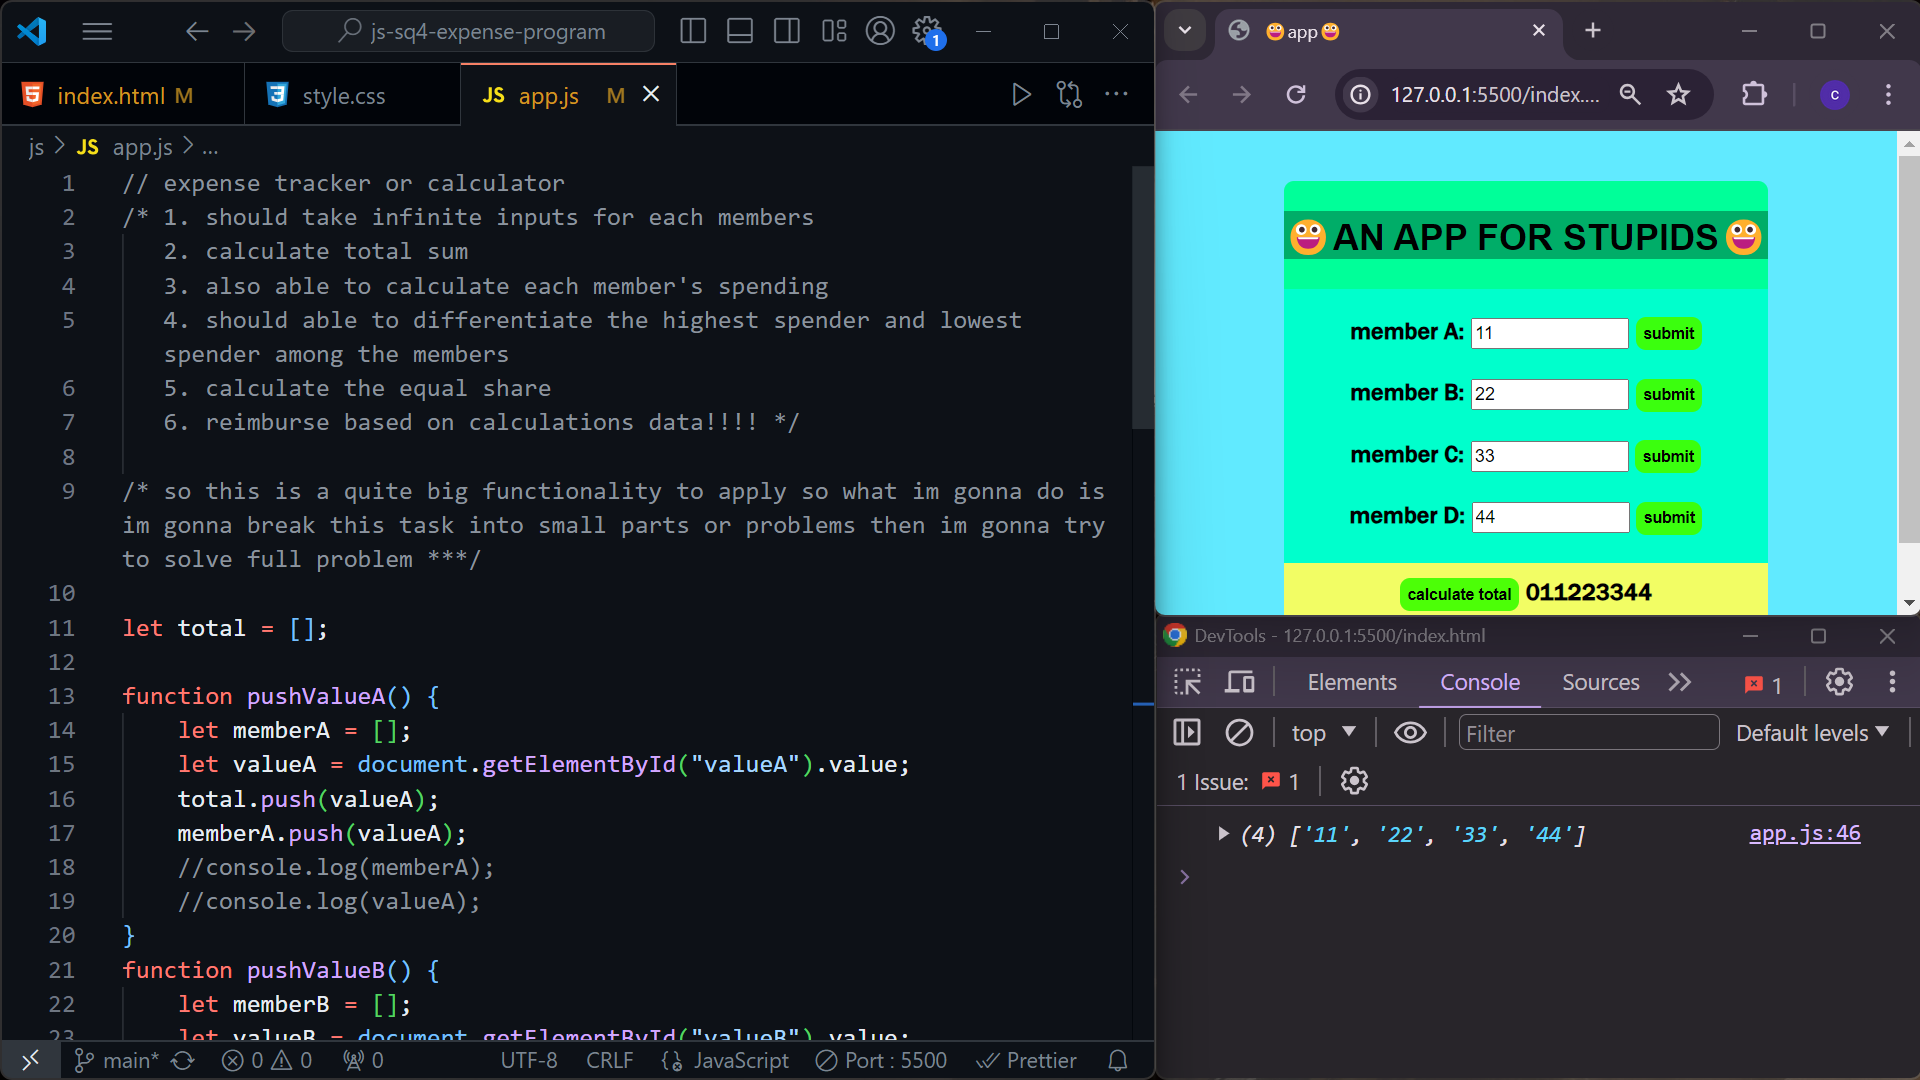 js-sq4-expense-program
1
index.html M
style.css
JS app.js M
js > JS app.js > ...
1 // expense tracker or calculator
2 /* 1. should take infinite inputs for each members
3 2. calculate total sum
4 3. also able to calculate each member's spending
5 4. should able to differentiate the highest spender and lowest
spender among the members
6 5. calculate the equal share
7 6. reimburse based on calculations data!!!! */
8
9 /* so this is a quite big functionality to apply so what im gonna do is
im gonna break this task into small parts or problems then im gonna try
to solve full problem ***/
10
11 let total = [];
12
13 function pushValueA() {
14 let memberA = [];
15 let valueA = document.getElementById("valueA").value;
16 total.push(valueA);
17 memberA.push(valueA);
18 //console.log(memberA);
19 //console.log(valueA);
20 }
21 function pushValueB() {
22 let memberB = [];
23 let valueB = document.getElementById("valueB").value;
main* 0 0 0 UTF-8 CRLF {} JavaScript Port : 5500 Prettier
😀app😀
127.0.0.1:5500/index....
c
😀AN APP FOR STUPIDS😀
member A: 11 submit
member B: 22 submit
member C: 33 submit
member D: 44 submit
calculate total 011223344
DevTools - 127.0.0.1:5500/index.html
Elements Console Sources >> 1
top Filter Default levels
1 Issue: 1
(4) ['11', '22', '33', '44'] app.js:46
>